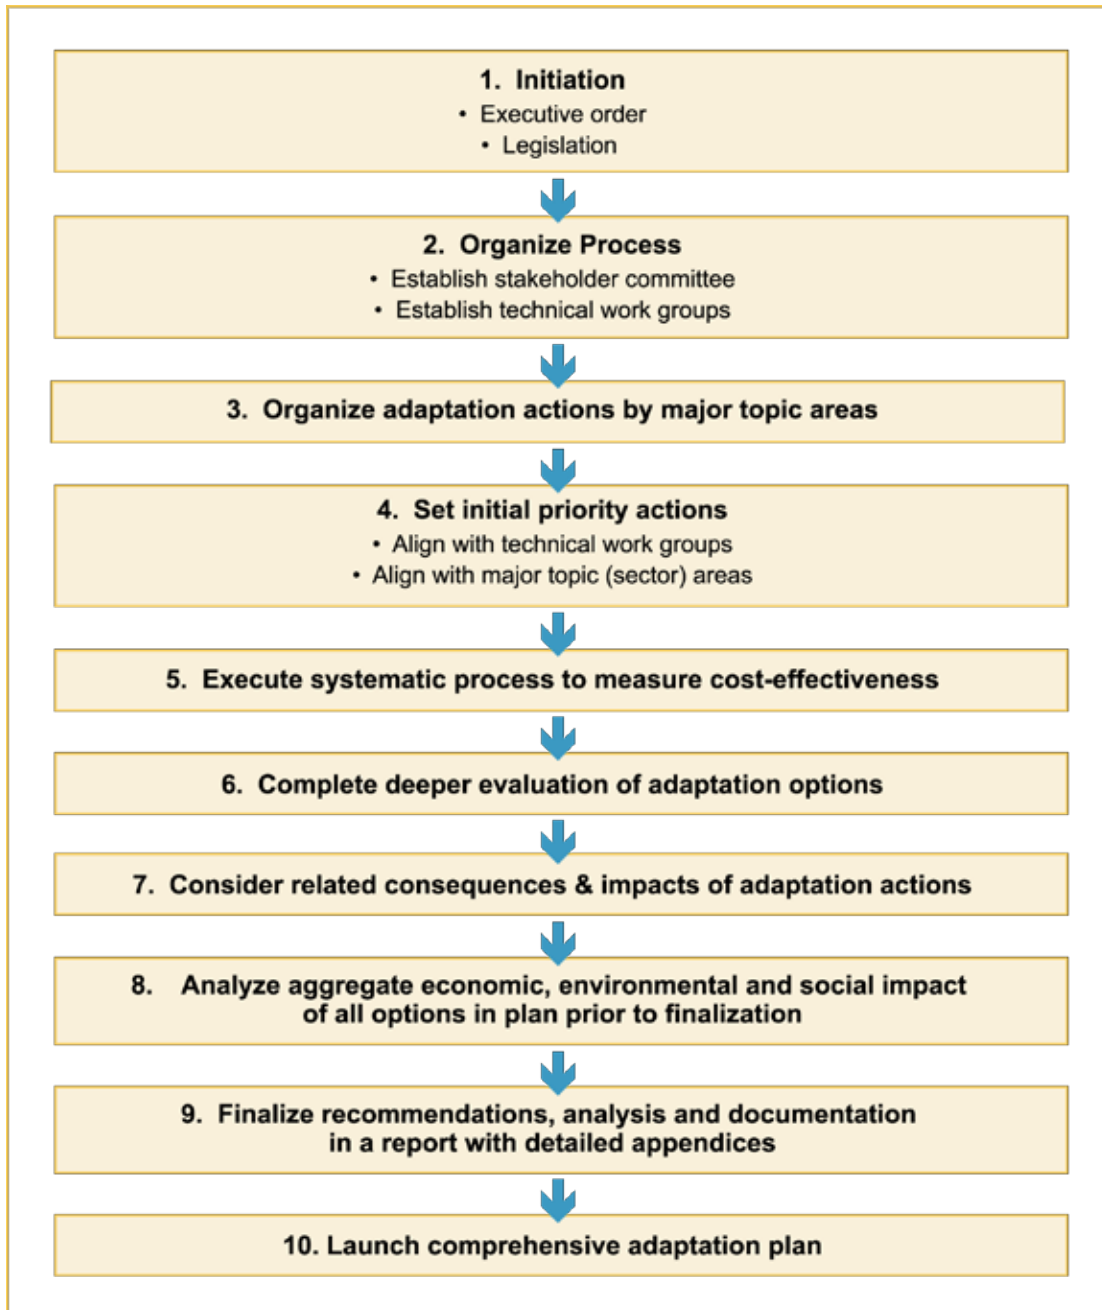 1. Initiation
• Executive order
• Legislation
2. Organize Process
• Establish stakeholder committee
• Establish technical work groups
3. Organize adaptation actions by major topic areas
4. Set initial priority actions
• Align with technical work groups
• Align with major topic (sector) areas
5. Execute systematic process to measure cost-effectiveness
6. Complete deeper evaluation of adaptation options
7. Consider related consequences & impacts of adaptation actions
8. Analyze aggregate economic, environmental and social impact
of all options in plan prior to finalization
9. Finalize recommendations, analysis and documentation
in a report with detailed appendices
10. Launch comprehensive adaptation plan